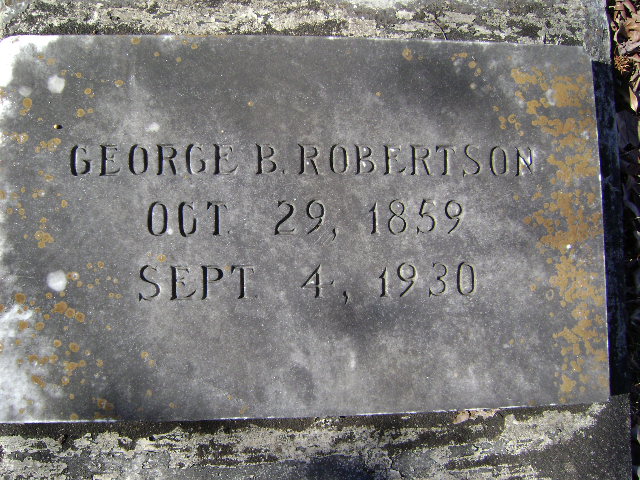 GEORGE B. ROBERTSON
OCT. 29, 1859
SEPT. 4, 1930